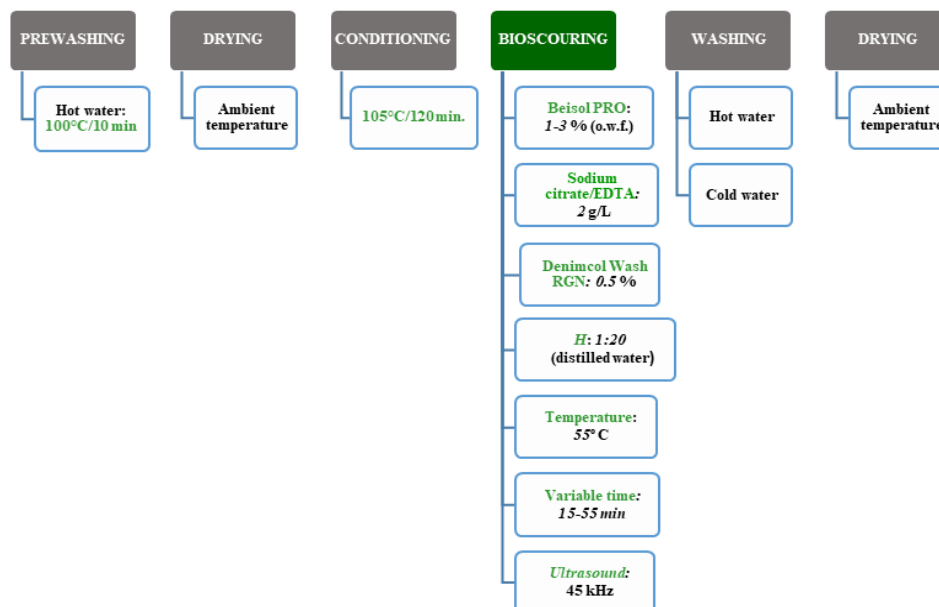 PREWASHING
Hot water:
100°C/10 min
DRYING
Ambient
temperature
CONDITIONING
105°C/120 min.
BIOSCOURING
Beisol PRO:
1-3 % (o.w.f.)
Sodium
citrate/EDTA:
2 g/L
Denimcol Wash
RGN: 0.5 %
H: 1:20
(distilled water)
Temperature:
55° C
Variable time:
15-55 min
Ultrasound:
45 kHz
WASHING
Hot water
Cold water
DRYING
Ambient
temperature